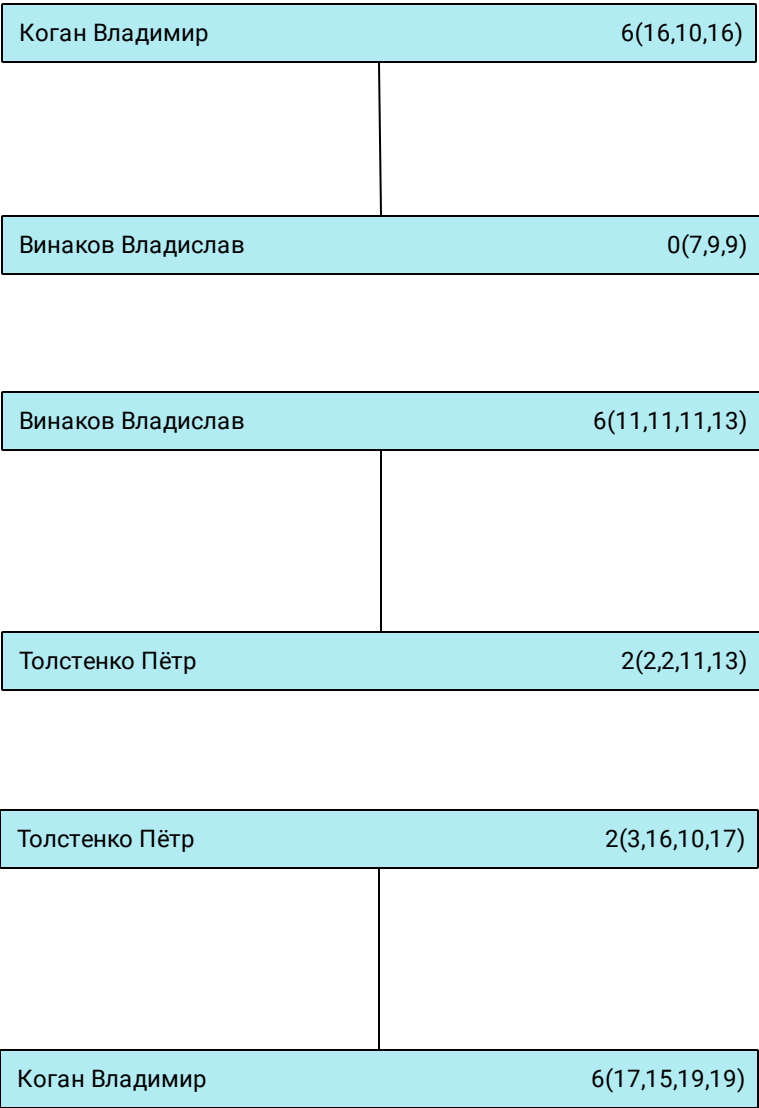 Коган Владимир 6(16,10,16)
Винаков Владислав 0(7,9,9)
Винаков Владислав 6(11,11,11,13)
Толстенко Пётр 2(2,2,11,13)
Толстенко Пётр 2(3,16,10,17)
Коган Владимир 6(17,15,19,19)